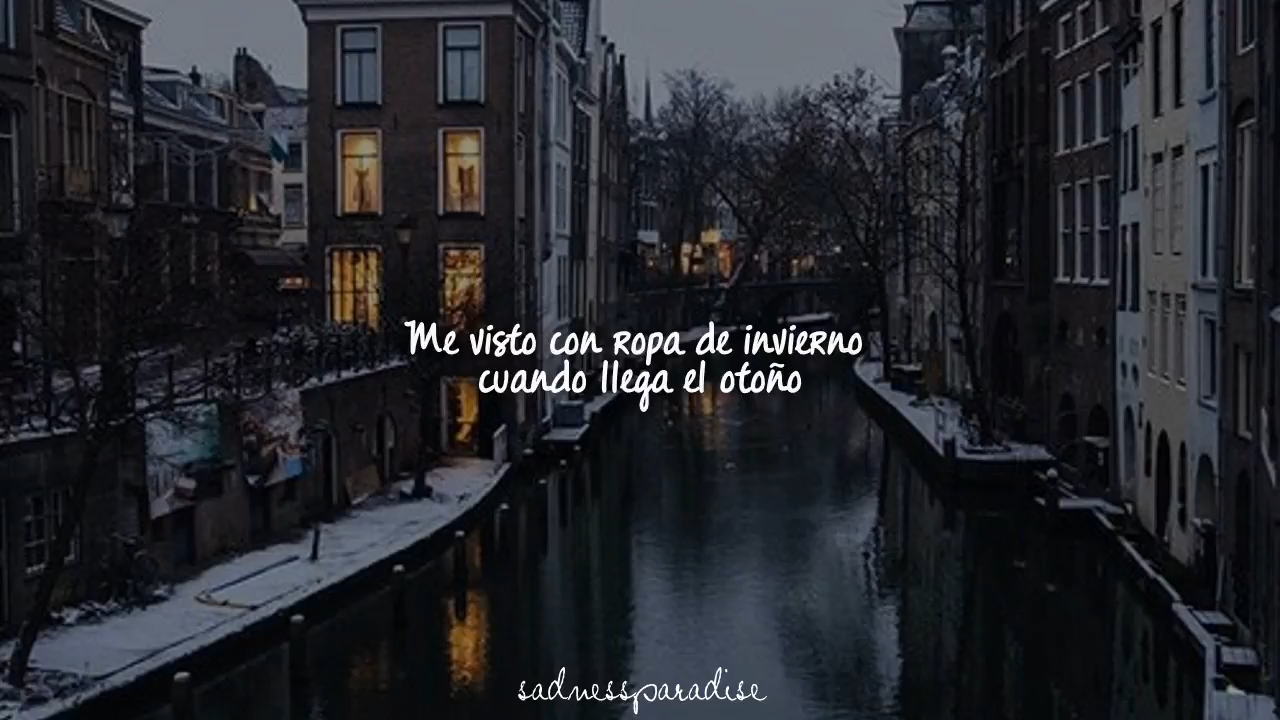 Me visto con ropa de invierno
cuando llega el otoño
sadnessparadise